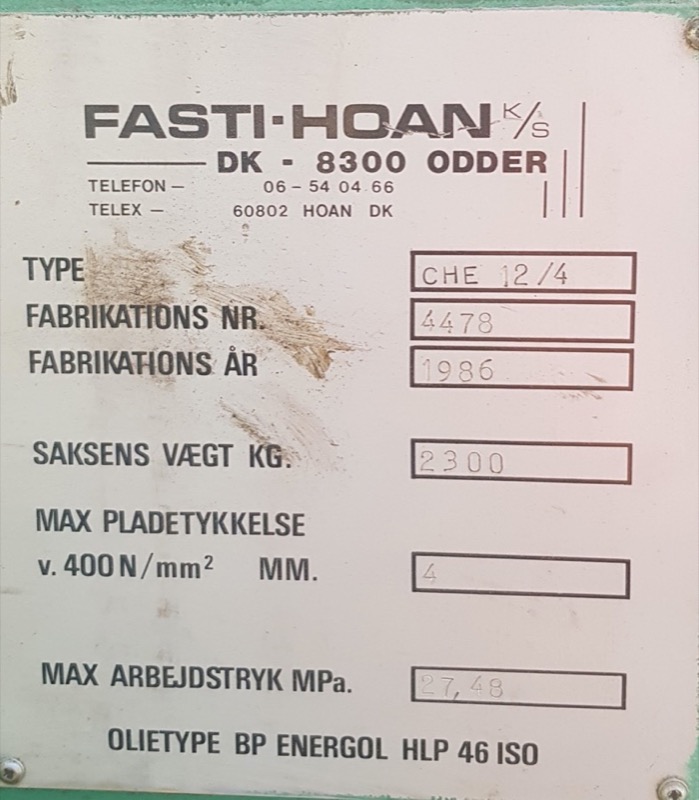 FASTI-HOAN K/S
DK - 8300 ODDER
TELEFON – 06 – 54 04 66
TELEX – 60802 HOAN DK
TYPE CHE 12/4
FABRIKATIONS NR. 4478
FABRIKATIONS ÅR 1986
SAKSENS VÆGT KG. 2300
MAX PLADETYKKELSE
v. 400 N/mm² MM. 4
MAX ARBEJDSTRYK MPa. 27,48
OLIETYPE BP ENERGOL HLP 46 ISO